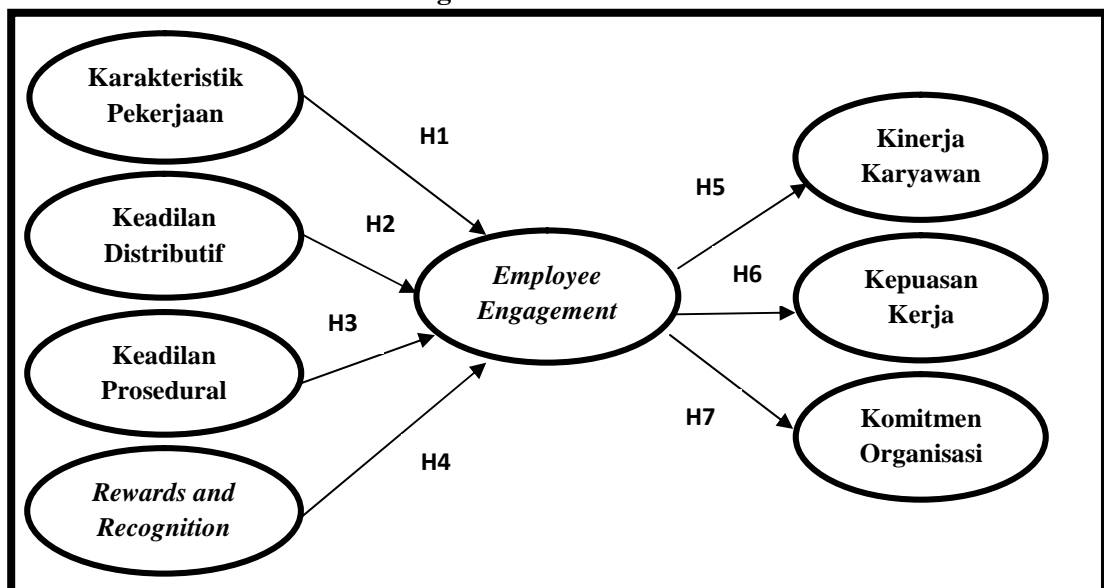 Karakteristik
Pekerjaan
H1
Keadilan
Distributif
H2
Keadilan
Prosedural
H3
Rewards and
Recognition
H4
Employee
Engagement
H5
Kinerja
Karyawan
H6
Kepuasan
Kerja
H7
Komitmen
Organisasi